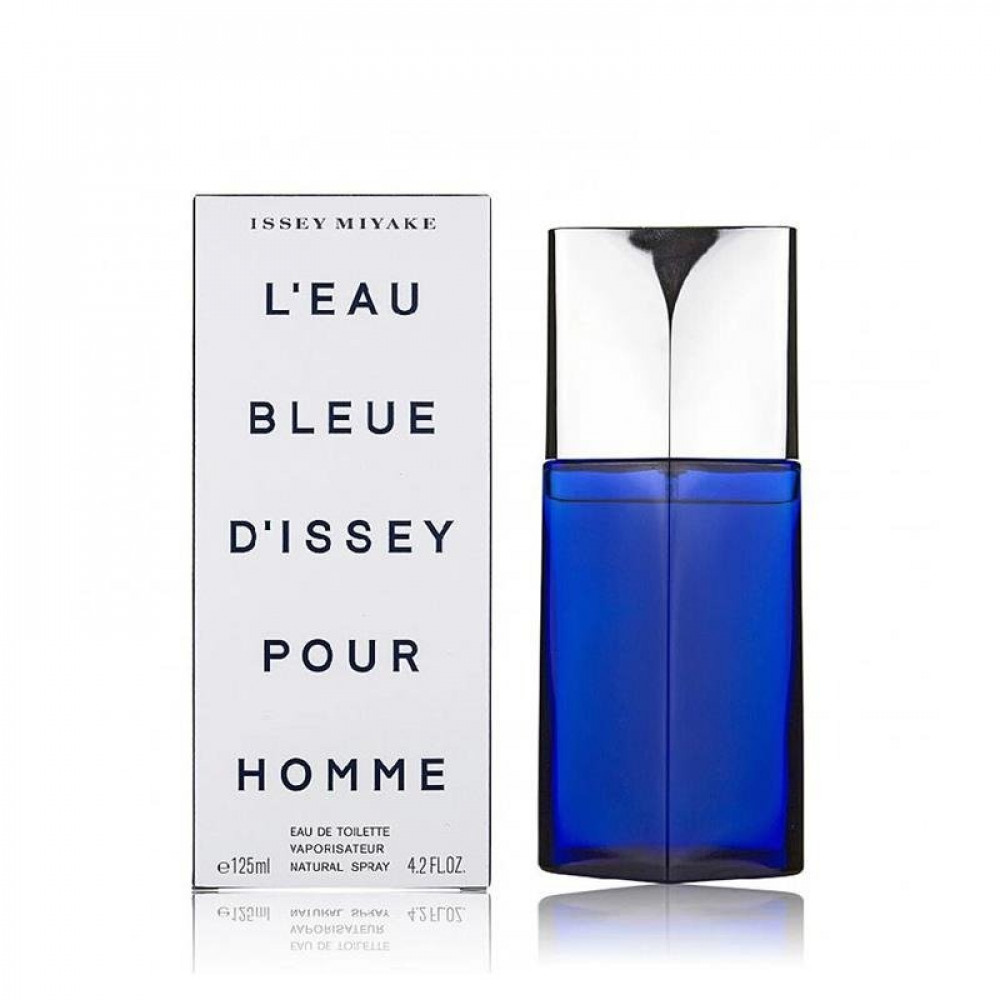 ISSEY MIYAKE
L'EAU
BLEUE
D'ISSEY
POUR
HOMME
EAU DE TOILETTE
VAPORISATEUR
℮125ml NATURAL SPRAY 4.2 FL.OZ.